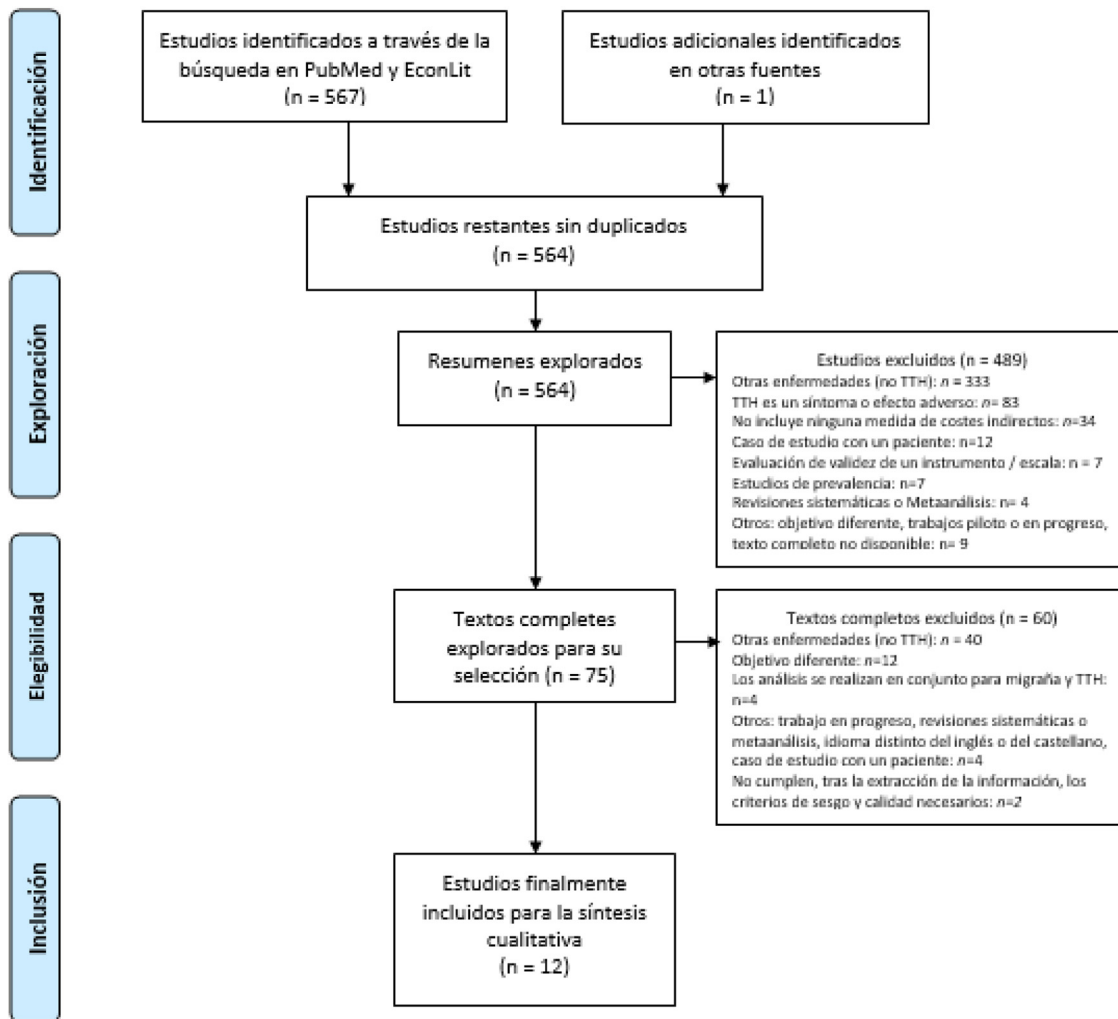 Identificación
Estudios identificados a través de la
búsqueda en PubMed y EconLit
(n = 567)
Estudios adicionales identificados
en otras fuentes
(n = 1)
Estudios restantes sin duplicados
(n = 564)
Exploración
Resumenes explorados
(n = 564)
Estudios excluidos (n = 489)
Otras enfermedades (no TTH): n = 333
TTH es un síntoma o efecto adverso: n= 83
No incluye ninguna medida de costes indirectos: n=34
Caso de estudio con un paciente: n=12
Evaluación de validez de un instrumento / escala: n = 7
Estudios de prevalencia: n=7
Revisiones sistemáticas o Metaanálisis: n= 4
Otros: objetivo diferente, trabajos piloto o en progreso,
texto completo no disponible: n= 9
Elegibilidad
Textos completes
explorados para su
selección (n = 75)
Textos completos excluidos (n = 60)
Otras enfermedades (no TTH): n = 40
Objetivo diferente: n=12
Los análisis se realizan en conjunto para migraña y TTH:
n=4
Otros: trabajo en progreso, revisiones sistemáticas o
metaanálisis, idioma distinto del inglés o del castellano,
caso de estudio con un paciente: n=4
No cumplen, tras la extracción de la información, los
criterios de sesgo y calidad necesarios: n=2
Inclusión
Estudios finalmente
incluidos para la síntesis
cualitativa
(n = 12)